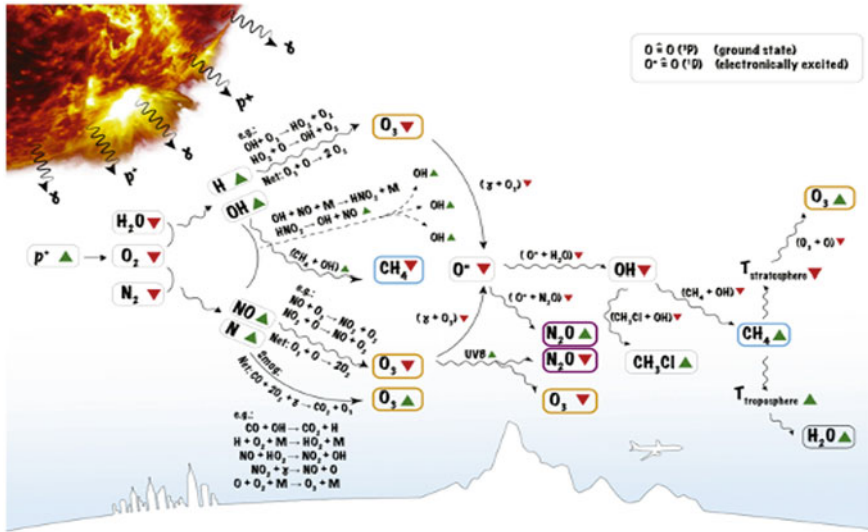 O ≙ O (³P) (ground state)
O* ≙ O (¹D) (electronically excited)
γ
p+
γ
p+
γ
e.g.:
OH + O₃ → HO₂ + O₂
HO₂ + O → OH + O₂
Net: O₃ + O → 2 O₂
O₃ ▼
H ▲
OH ▲
OH + NO + M → HNO₂ + M
HNO₂ → OH + NO ▲
OH ▲
OH ▲
OH ▲
(γ + O₃) ▼
H₂O ▼
p+ ▲
O₂ ▼
N₂ ▼
(CH₄ + OH) ▲
CH₄ ▼
O* ▼
(O* + H₂O) ▼
OH ▼
(O* + N₂O) ▼
(γ + O₃) ▼
NO ▲
N ▲
e.g.:
NO + O₃ → NO₂ + O₂
NO₂ + O → NO + O₂
Net: O₃ + O → 2O₂
Smog:
Net: CO + 2O₂ + γ → CO₂ + O₃
O₃ ▼
O₃ ▲
UVB ▲
N₂O ▲
N₂O ▼
O₃ ▼
(CH₃Cl + OH) ▼
CH₃Cl ▲
(CH₄ + OH) ▼
CH₄ ▲
O₃ ▲
(O₃ + O) ▼
T stratosphere ▼
T troposphere ▲
H₂O ▲
e.g.:
CO + OH → CO₂ + H
H + O₂ + M → HO₂ + M
NO + HO₂ → NO₂ + OH
NO₂ + γ → NO + O
O + O₂ + M → O₃ + M